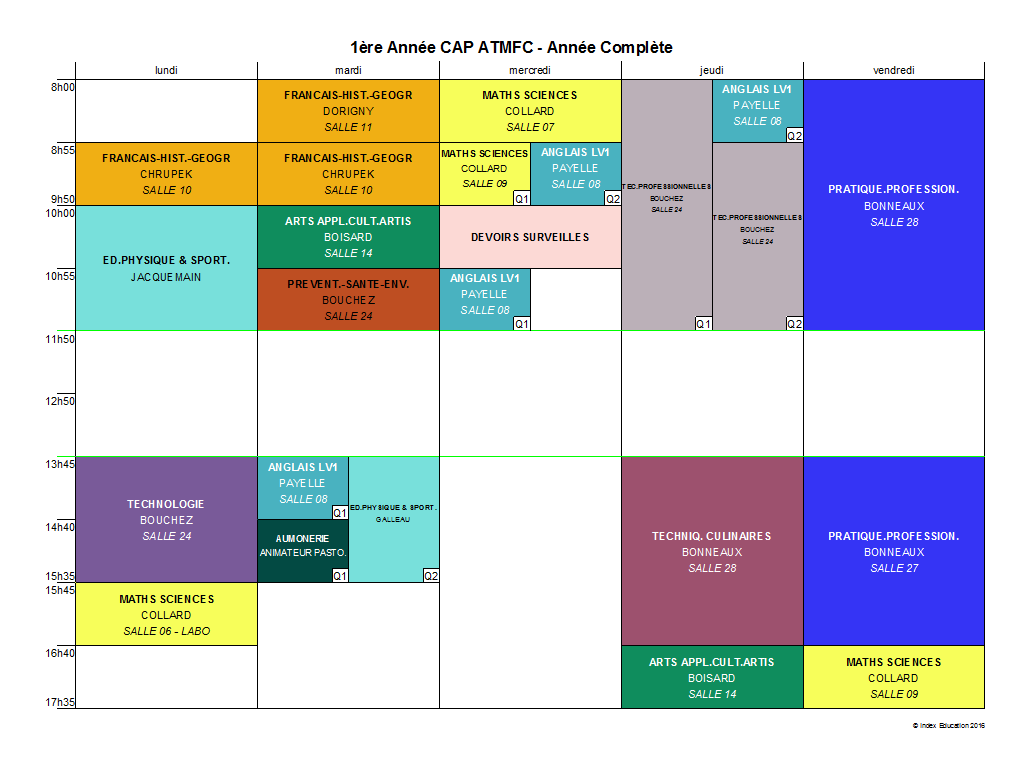 1ère Année CAP ATMFC - Année Complète
lundi
mardi
mercredi
jeudi
vendredi
8h00
8h55
9h50
10h00
10h55
11h50
12h50
13h45
14h40
15h35
15h45
16h40
17h35
FRANCAIS-HIST.-GEOGR
CHRUPEK
SALLE 10
ED.PHYSIQUE & SPORT.
JACQUEMAIN
TECHNOLOGIE
BOUCHEZ
SALLE 24
MATHS SCIENCES
COLLARD
SALLE 06 - LABO
FRANCAIS-HIST.-GEOGR
DORIGNY
SALLE 11
FRANCAIS-HIST.-GEOGR
CHRUPEK
SALLE 10
ARTS APPL.CULT.ARTIS
BOISARD
SALLE 14
PREVENT.-SANTE-ENV.
BOUCHEZ
SALLE 24
ANGLAIS LV1
PAYELLE
SALLE 08
Q1
AUMONERIE
ANIMATEUR PASTO.
Q1
ED.PHYSIQUE & SPORT.
GALLEAU
Q2
MATHS SCIENCES
COLLARD
SALLE 07
MATHS SCIENCES
COLLARD
SALLE 09
Q1
ANGLAIS LV1
PAYELLE
SALLE 08
Q2
DEVOIRS SURVEILLES
ANGLAIS LV1
PAYELLE
SALLE 08
Q1
TEC.PROFESSIONNELLES
BOUCHEZ
SALLE 24
Q1
ANGLAIS LV1
PAYELLE
SALLE 08
Q2
TEC.PROFESSIONNELLES
BOUCHEZ
SALLE 24
Q2
TECHNIQ. CULINAIRES
BONNEAUX
SALLE 28
ARTS APPL.CULT.ARTIS
BOISARD
SALLE 14
PRATIQUE.PROFESSION.
BONNEAUX
SALLE 28
PRATIQUE.PROFESSION.
BONNEAUX
SALLE 27
MATHS SCIENCES
COLLARD
SALLE 09
© Index Education 2016